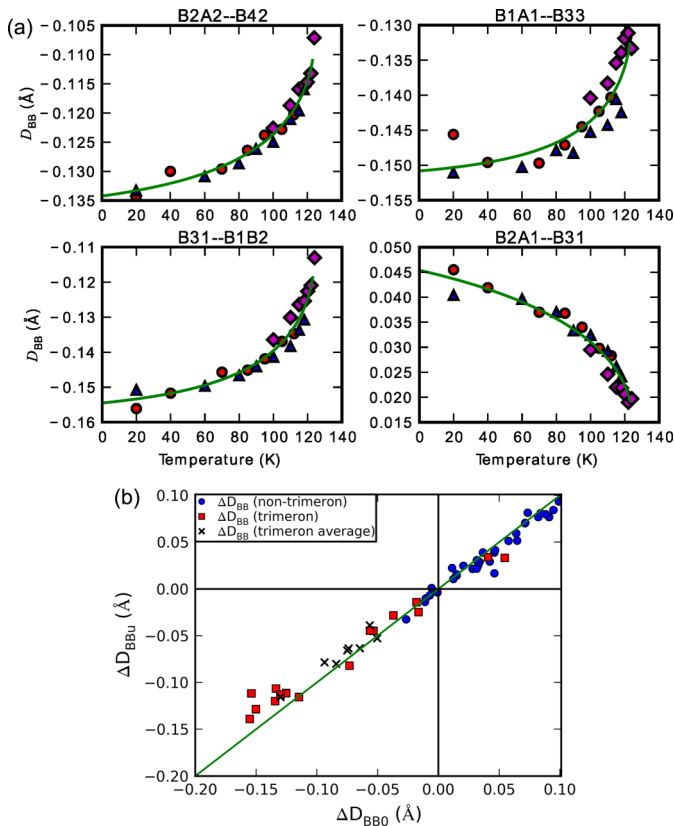 (a)
B2A2--B42
B1A1--B33
−0.105
−0.110
−0.115
−0.120
−0.125
−0.130
−0.135
0 20 40 60 80 100 120 140
D_BB (Å)
−0.130
−0.135
−0.140
−0.145
−0.150
−0.155
0 20 40 60 80 100 120 140
B31--B1B2
B2A1--B31
−0.11
−0.12
−0.13
−0.14
−0.15
−0.16
0 20 40 60 80 100 120 140
D_BB (Å)
Temperature (K)
0.050
0.045
0.040
0.035
0.030
0.025
0.020
0.015
0 20 40 60 80 100 120 140
Temperature (K)
(b)
ΔD_BB (non-trimeron)
ΔD_BB (trimeron)
ΔD_BB (trimeron average)
0.10
0.05
0.00
−0.05
−0.10
−0.15
−0.20
ΔD_BBu (Å)
−0.20 −0.15 −0.10 −0.05 0.00 0.05 0.10
ΔD_BB0 (Å)